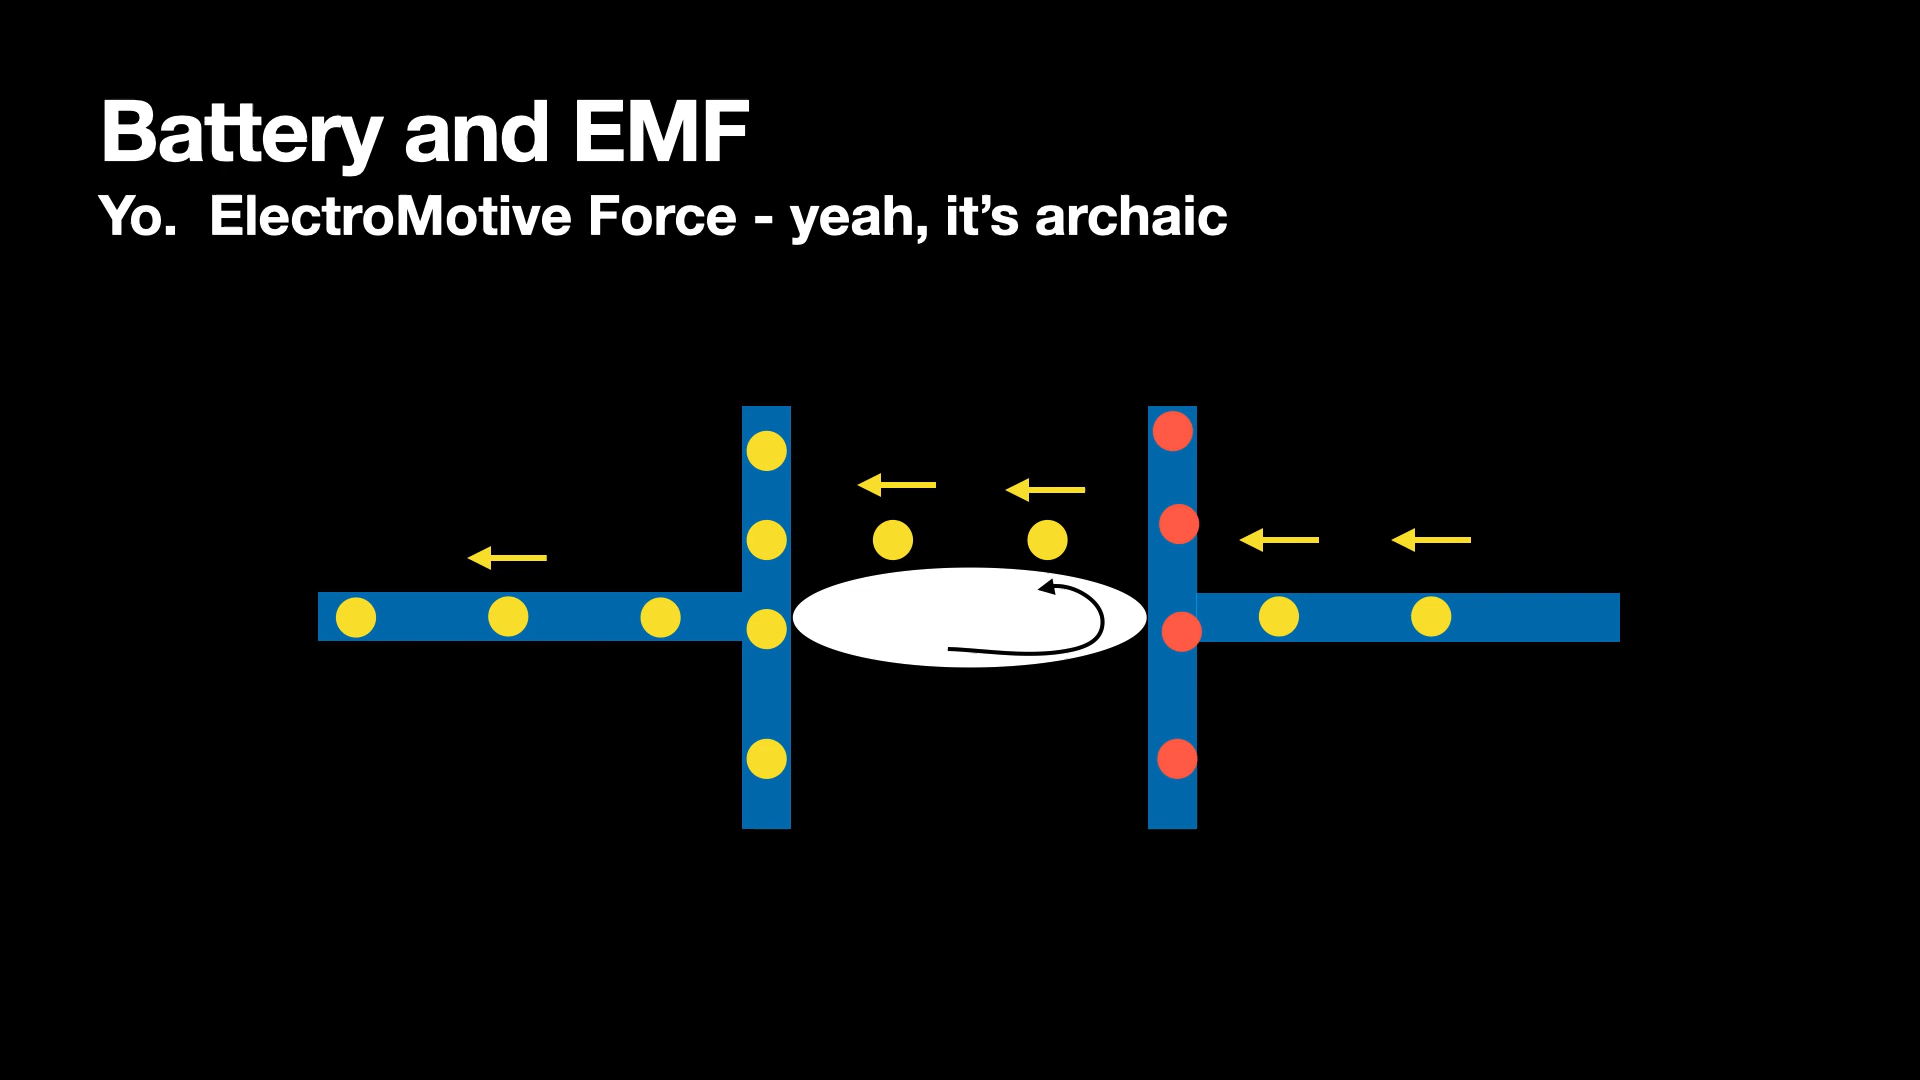 Battery and EMF
Yo.  ElectroMotive Force - yeah, it’s archaic